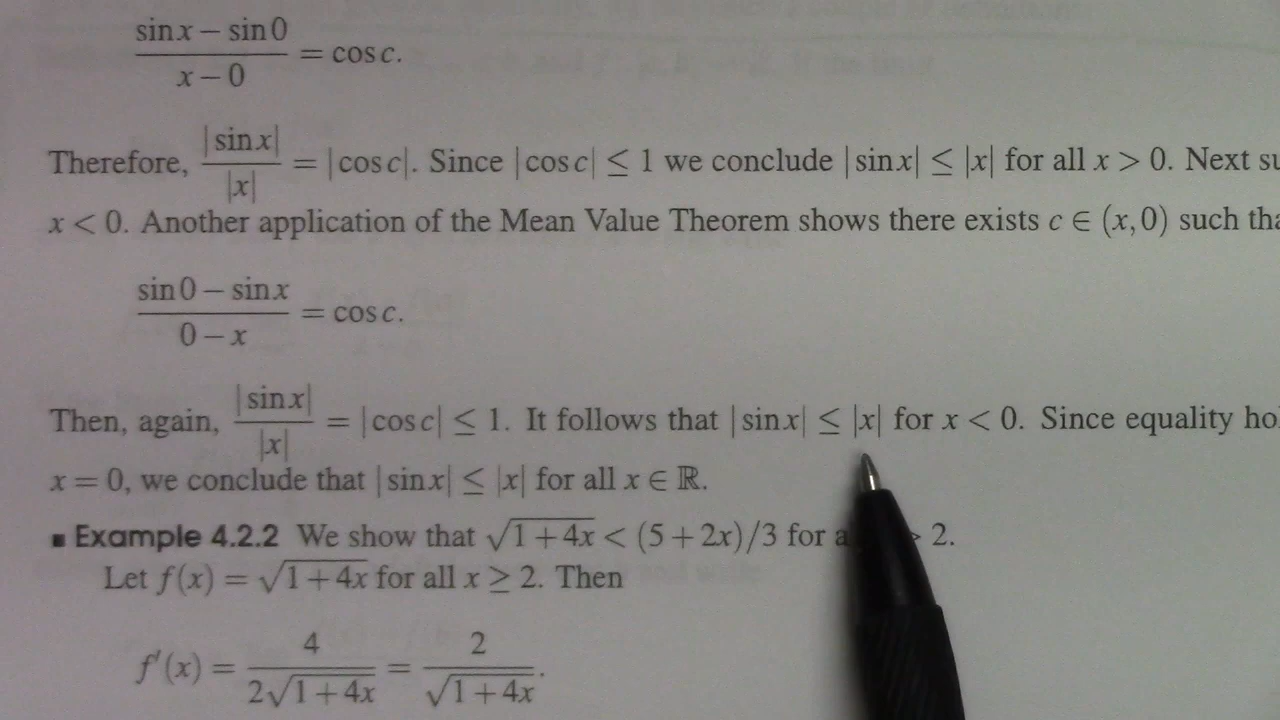 sin x − sin 0
───────── = cos c.
x − 0
Therefore, |sin x| / |x| = |cos c|. Since |cos c| ≤ 1 we conclude |sin x| ≤ |x| for all x > 0. Next
x < 0. Another application of the Mean Value Theorem shows there exists c ∈ (x, 0) such
sin 0 − sin x
───────── = cos c.
0 − x
Then, again, |sin x| / |x| = |cos c| ≤ 1. It follows that |sin x| ≤ |x| for x < 0. Since equality
x = 0, we conclude that |sin x| ≤ |x| for all x ∈ ℝ.
▪ Example 4.2.2 We show that √(1 + 4x) < (5 + 2x)/3 for > 2.
Let f(x) = √(1 + 4x) for all x ≥ 2. Then
f′(x) = 4 / (2√(1 + 4x)) = 2 / √(1 + 4x).